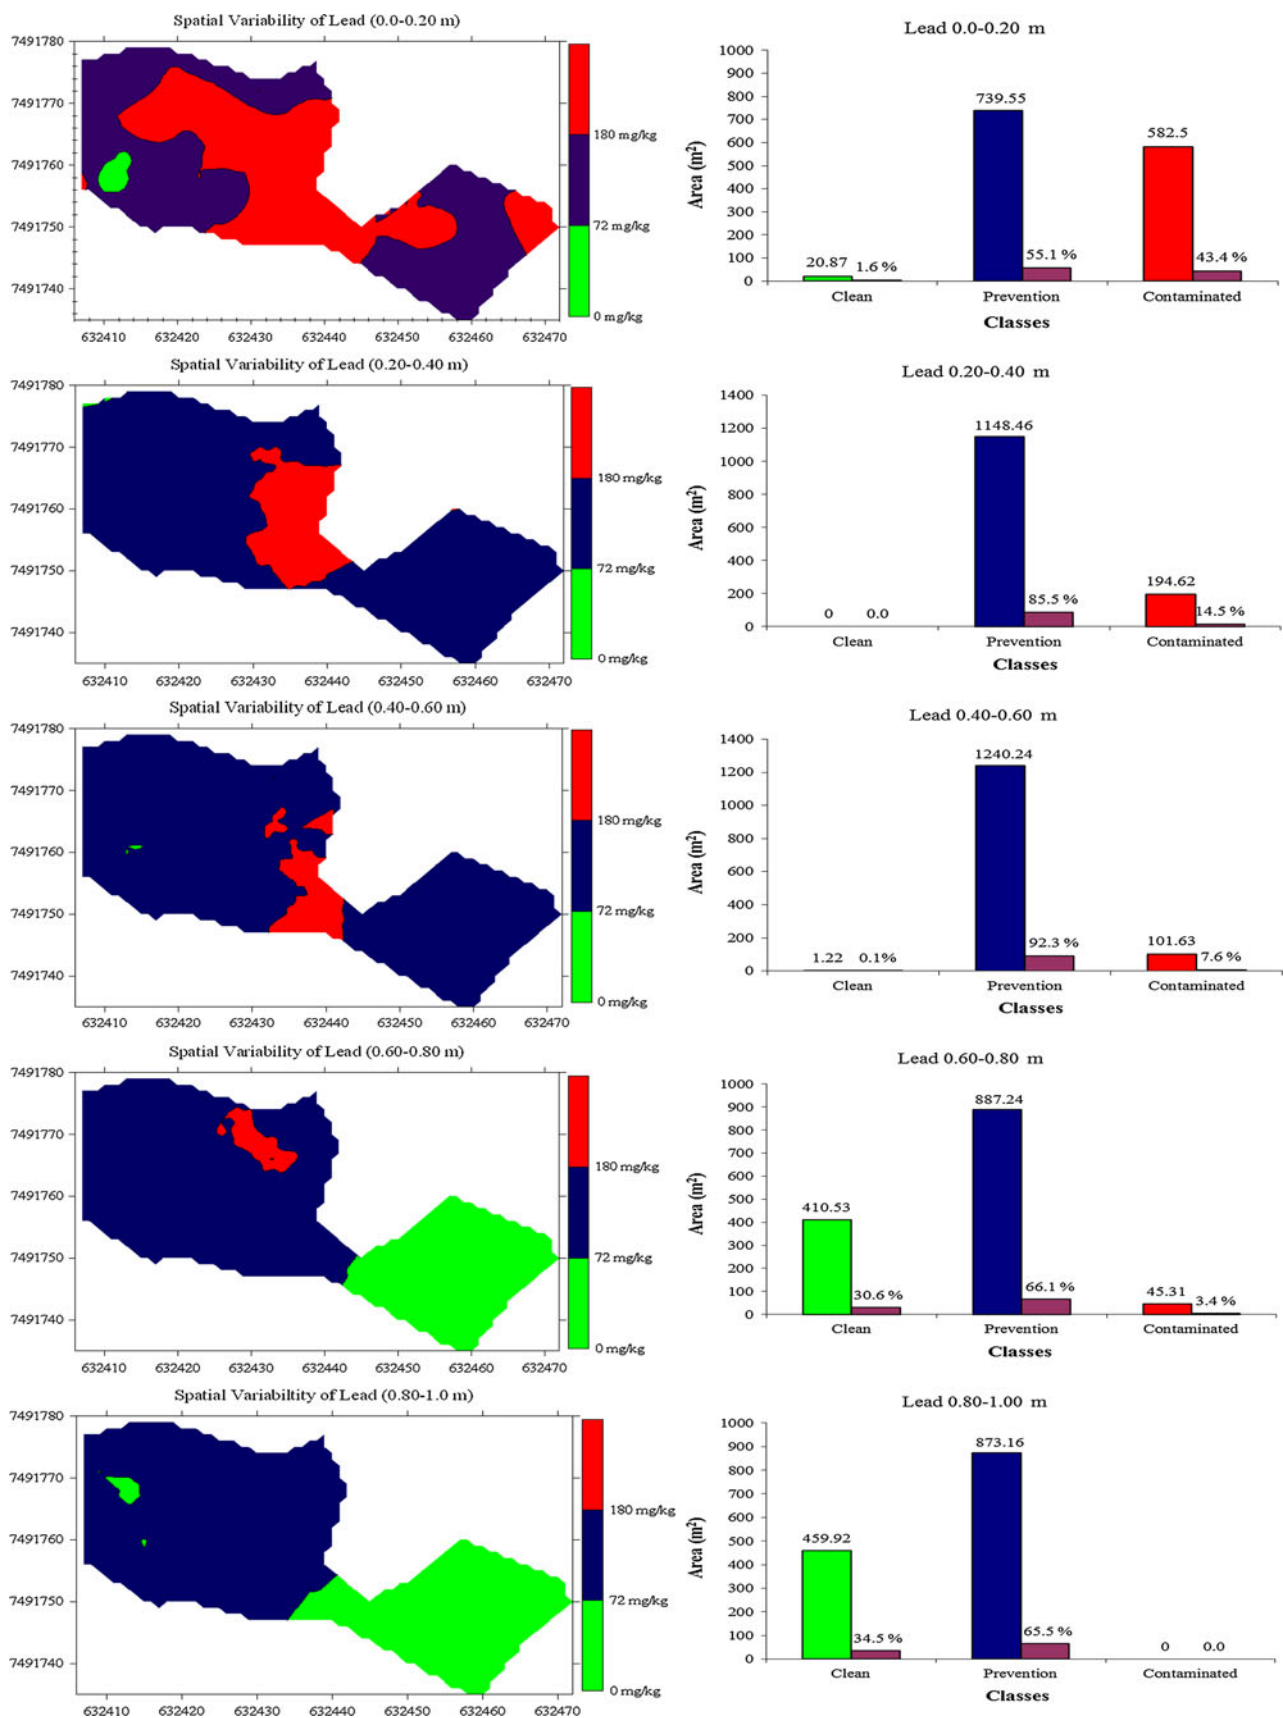 Spatial Variability of Lead (0.0-0.20 m)
7491780
7491770
7491760
7491750
7491740
632410 632420 632430 632440 632450 632460 632470
180 mg/kg
72 mg/kg
0 mg/kg
Lead 0.0-0.20 m
Area (m²)
1000
900
800
700
600
500
400
300
200
100
0
20.87 1.6 %
739.55
55.1 %
582.5
43.4 %
Clean Prevention Contaminated
Classes
Spatial Variability of Lead (0.20-0.40 m)
7491780
7491770
7491760
7491750
7491740
632410 632420 632430 632440 632450 632460 632470
180 mg/kg
72 mg/kg
0 mg/kg
Lead 0.20-0.40 m
Area (m²)
1400
1200
1000
800
600
400
200
0
0 0.0
1148.46
85.5 %
194.62
14.5 %
Clean Prevention Contaminated
Classes
Spatial Variability of Lead (0.40-0.60 m)
7491780
7491770
7491760
7491750
7491740
632410 632420 632430 632440 632450 632460 632470
180 mg/kg
72 mg/kg
0 mg/kg
Lead 0.40-0.60 m
Area (m²)
1400
1200
1000
800
600
400
200
0
1.22 0.1%
1240.24
92.3 %
101.63
7.6 %
Clean Prevention Contaminated
Classes
Spatial Variability of Lead (0.60-0.80 m)
7491780
7491770
7491760
7491750
7491740
632410 632420 632430 632440 632450 632460 632470
180 mg/kg
72 mg/kg
0 mg/kg
Lead 0.60-0.80 m
Area (m²)
1000
900
800
700
600
500
400
300
200
100
0
410.53
30.6 %
887.24
66.1 %
45.31
3.4 %
Clean Prevention Contaminated
Classes
Spatial Variabiltity of Lead (0.80-1.0 m)
7491780
7491770
7491760
7491750
7491740
632410 632420 632430 632440 632450 632460 632470
180 mg/kg
72 mg/kg
0 mg/kg
Lead 0.80-1.00 m
Area (m²)
1000
900
800
700
600
500
400
300
200
100
0
459.92
34.5 %
873.16
65.5 %
0 0.0
Clean Prevention Contaminated
Classes